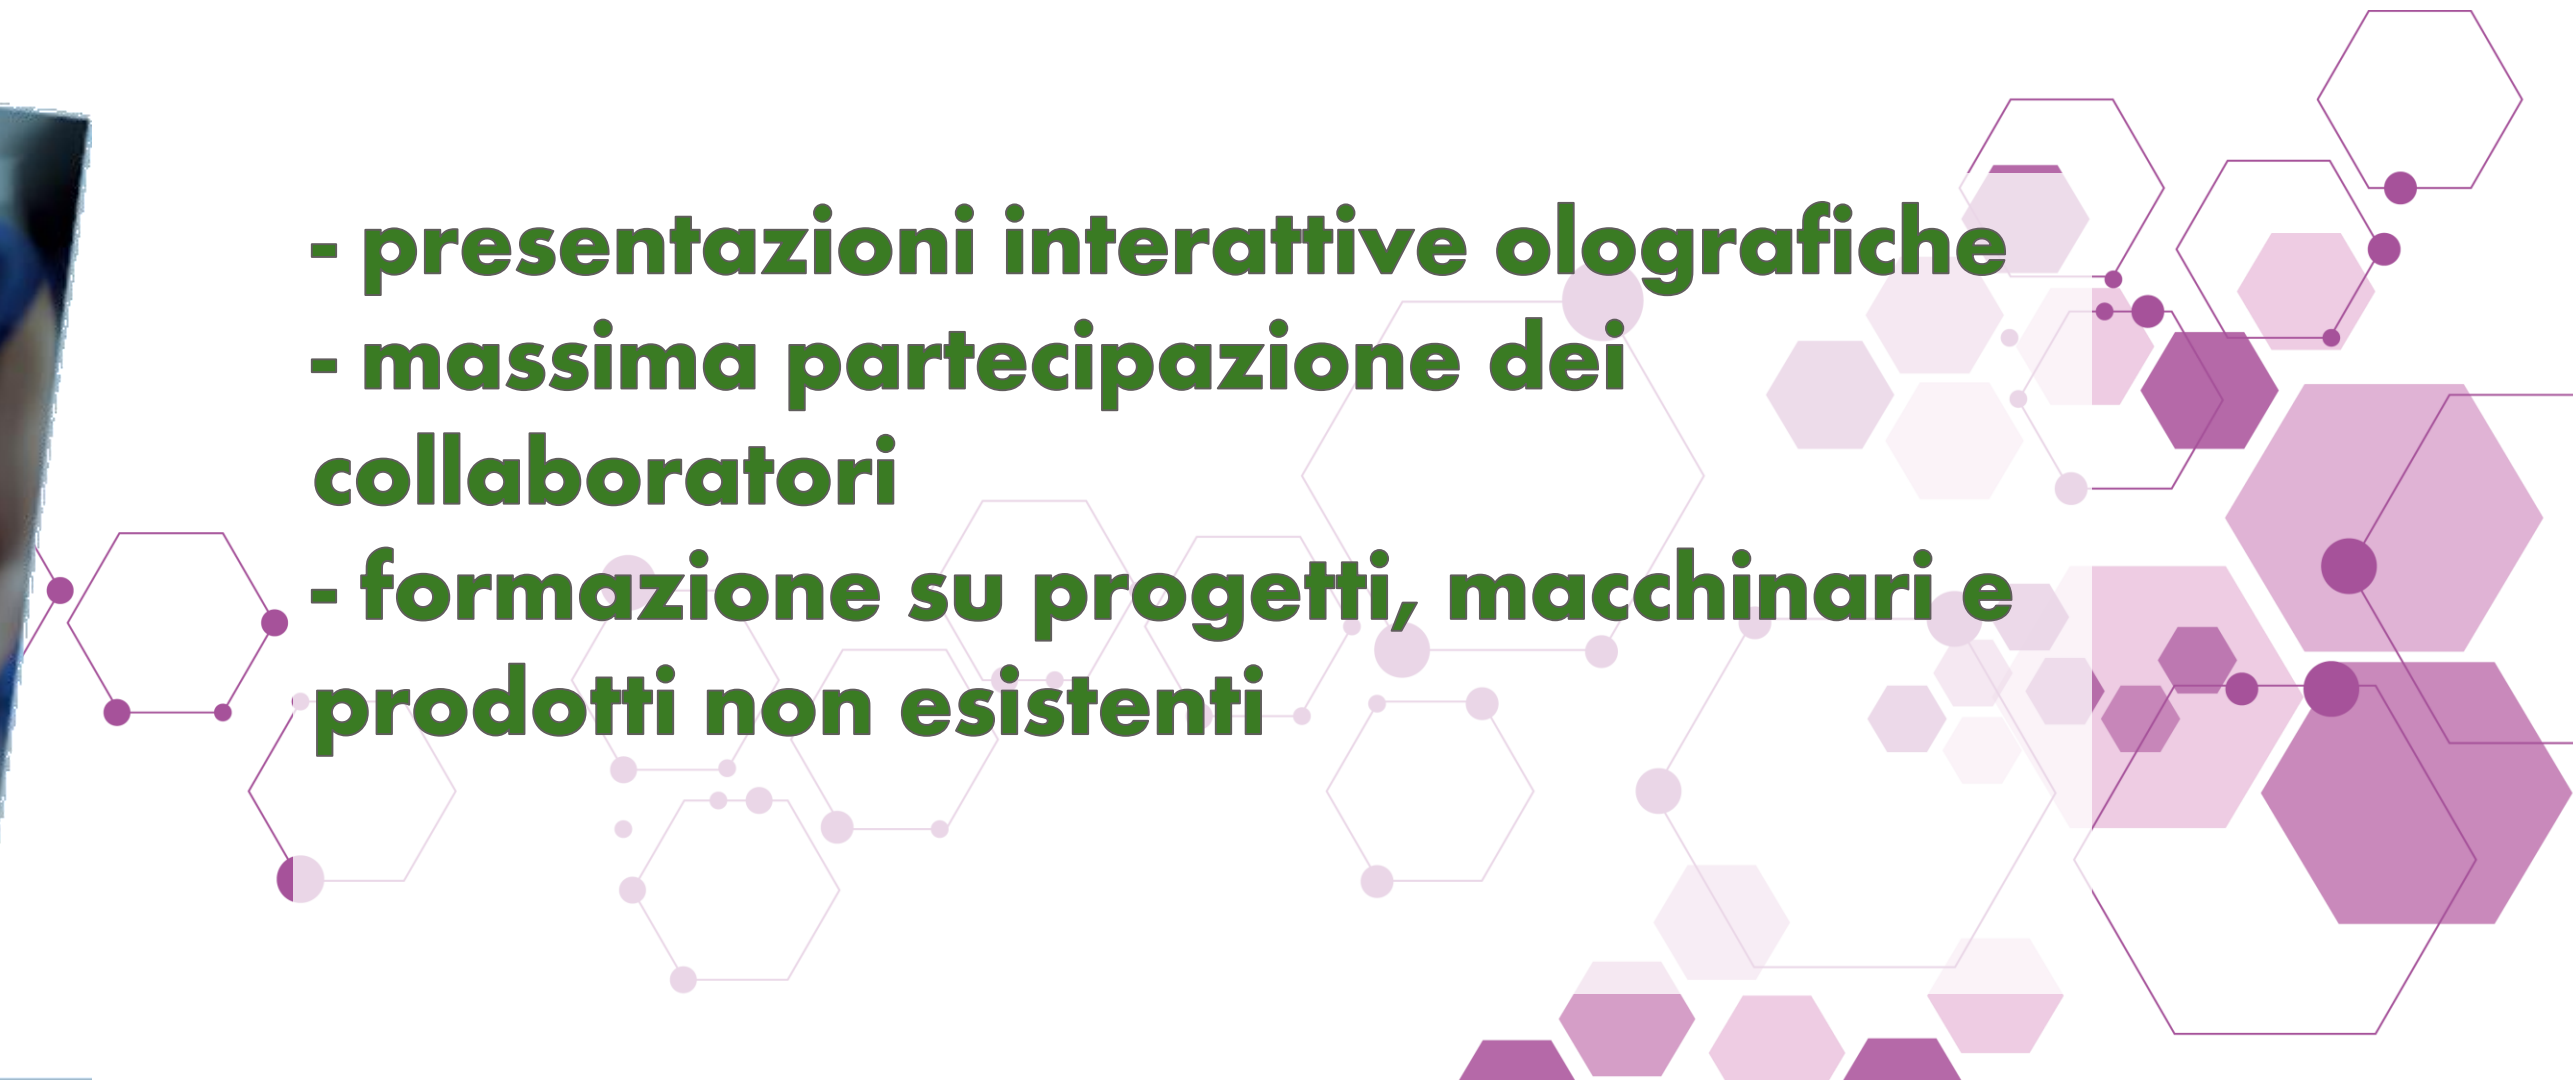 - presentazioni interattive olografiche
- massima partecipazione dei
collaboratori
- formazione su progetti, macchinari e
prodotti non esistenti